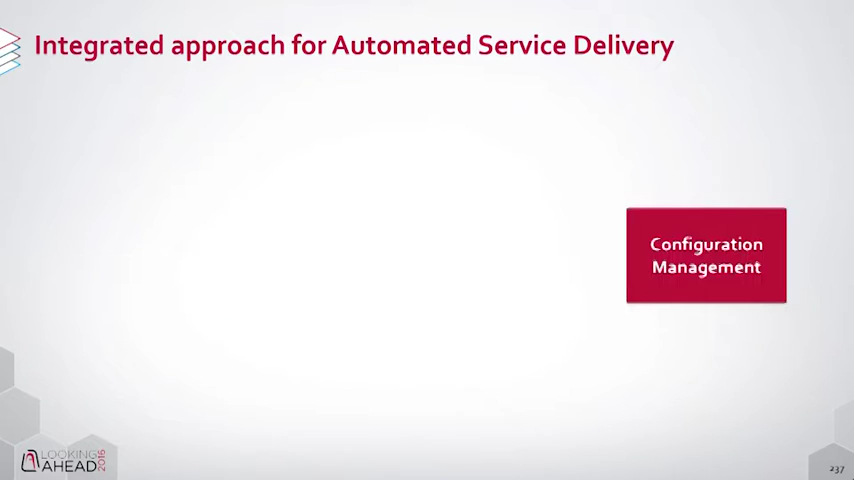 Integrated approach for Automated Service Delivery
Configuration
Management
LOOKING
AHEAD 2016
237